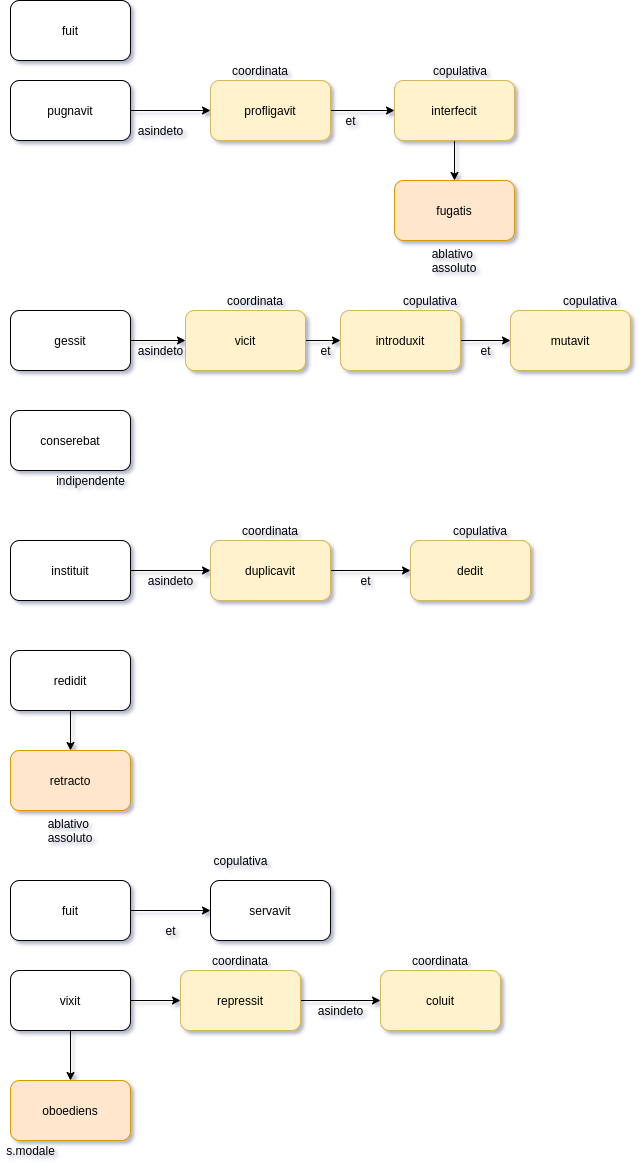 fuit
coordinata
copulativa
pugnavit
asindeto
profligavit
et
interfecit
fugatis
ablativo
assoluto
coordinata
copulativa
copulativa
gessit
asindeto
vicit
et
introduxit
et
mutavit
conserebat
indipendente
coordinata
copulativa
instituit
asindeto
duplicavit
et
dedit
redidit
retracto
ablativo
assoluto
copulativa
fuit
et
servavit
coordinata
coordinata
vixit
repressit
asindeto
coluit
oboediens
s.modale